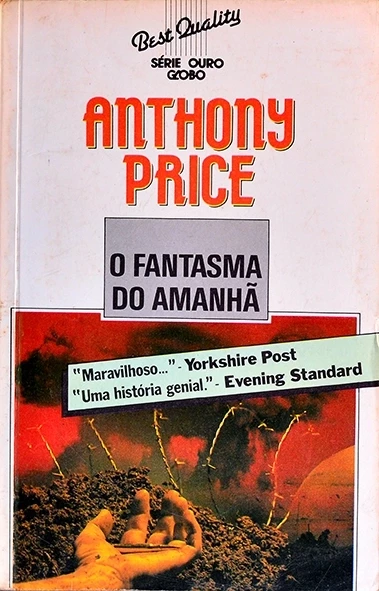 Best Quality
SÉRIE OURO
GLOBO
ANTHONY
PRICE
O FANTASMA
DO AMANHÃ
"Maravilhoso..." - Yorkshire Post
"Uma história genial." - Evening Standard